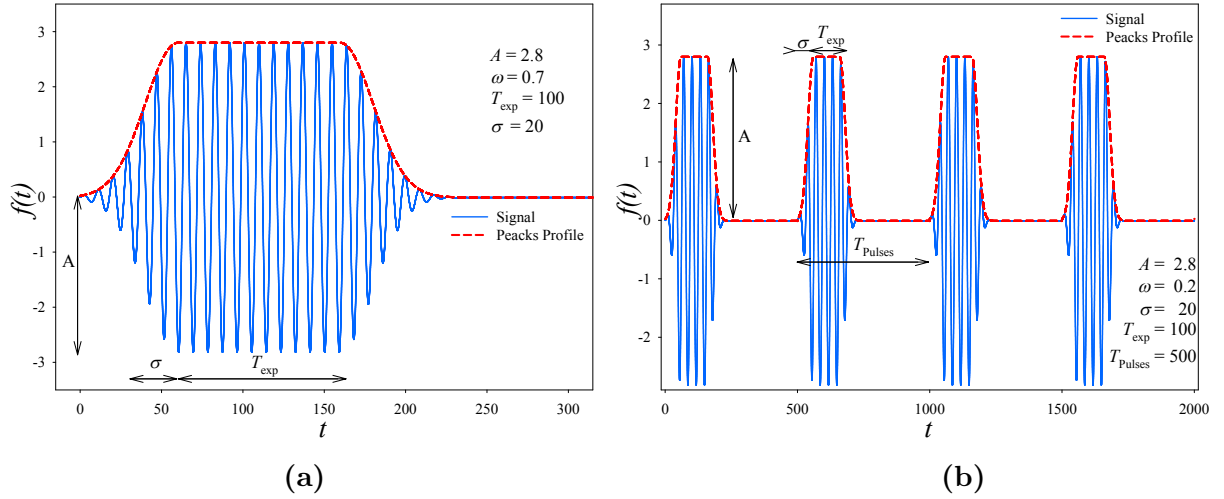 3
2
1
0
-1
-2
-3
f(t)
A = 2.8
ω = 0.7
T_exp = 100
σ = 20
Signal
Peacks Profile
A
σ
T_exp
0
50
100
150
200
250
300
t
(a)
Signal
Peacks Profile
σ
T_exp
3
2
1
0
-1
-2
f(t)
A
T_Pulses
A = 2.8
ω = 0.2
σ = 20
T_exp = 100
T_Pulses = 500
0
500
1000
1500
2000
t
(b)